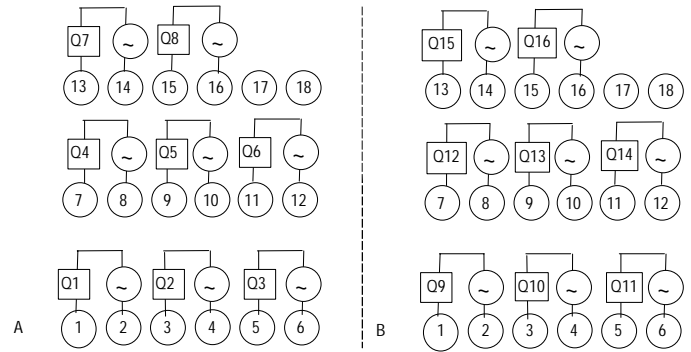 Q7 ~ Q8 ~
13 14 15 16 17 18
Q4 ~ Q5 ~ Q6 ~
7 8 9 10 11 12
Q1 ~ Q2 ~ Q3 ~
A 1 2 3 4 5 6
Q15 ~ Q16 ~
13 14 15 16 17 18
Q12 ~ Q13 ~ Q14 ~
7 8 9 10 11 12
Q9 ~ Q10 ~ Q11 ~
B 1 2 3 4 5 6